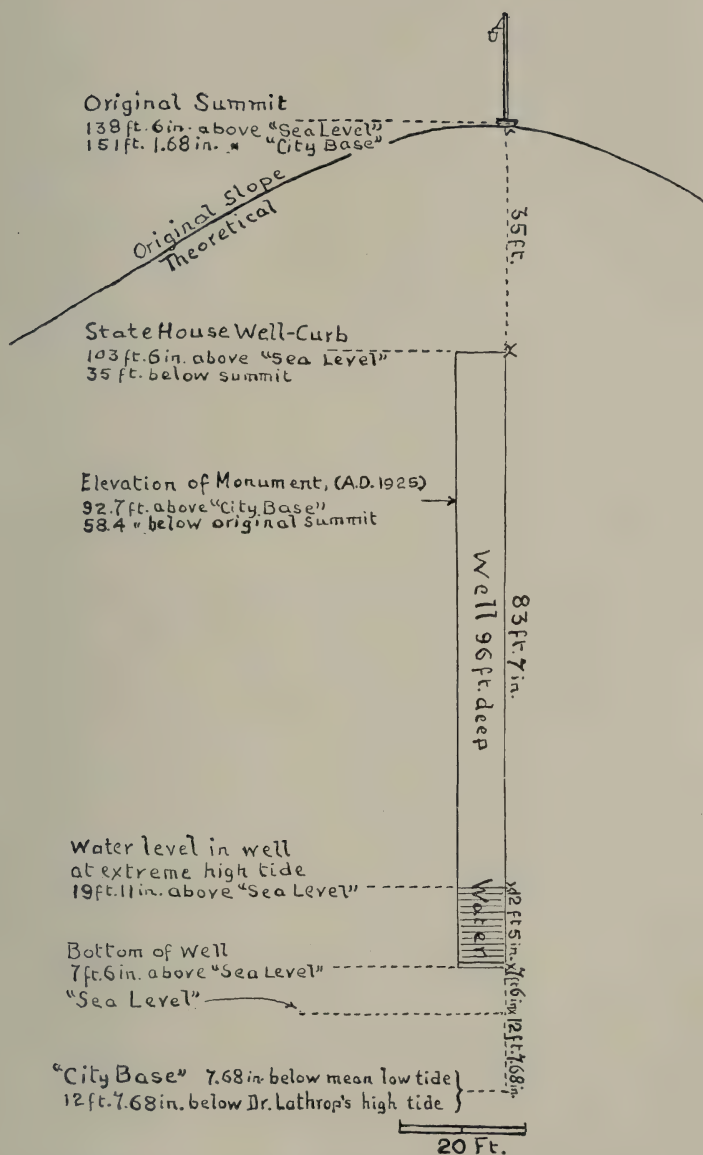 Original Summit
138 ft. 6 in. above "Sea Level"
151 ft. 1.68 in. " "City Base"
Original Slope
Theoretical
35 ft.
State House Well-Curb
103 ft. 6 in. above "Sea Level"
35 ft. below summit
Elevation of Monument, (A.D. 1925)
92.7 ft. above "City Base"
58.4 " below original summit
Well 96 ft. deep
83 ft. 7 in.
Water level in well
at extreme high tide
19 ft. 11 in. above "Sea Level"
Water
12 ft 5 in.
Bottom of well
7 ft. 6 in. above "Sea Level"
7 ft 6 in
"Sea Level"
12 ft. 7.68 in.
"City Base" 7.68 in. below mean low tide
12 ft. 7.68 in. below Dr. Lathrop's high tide
20 Ft.